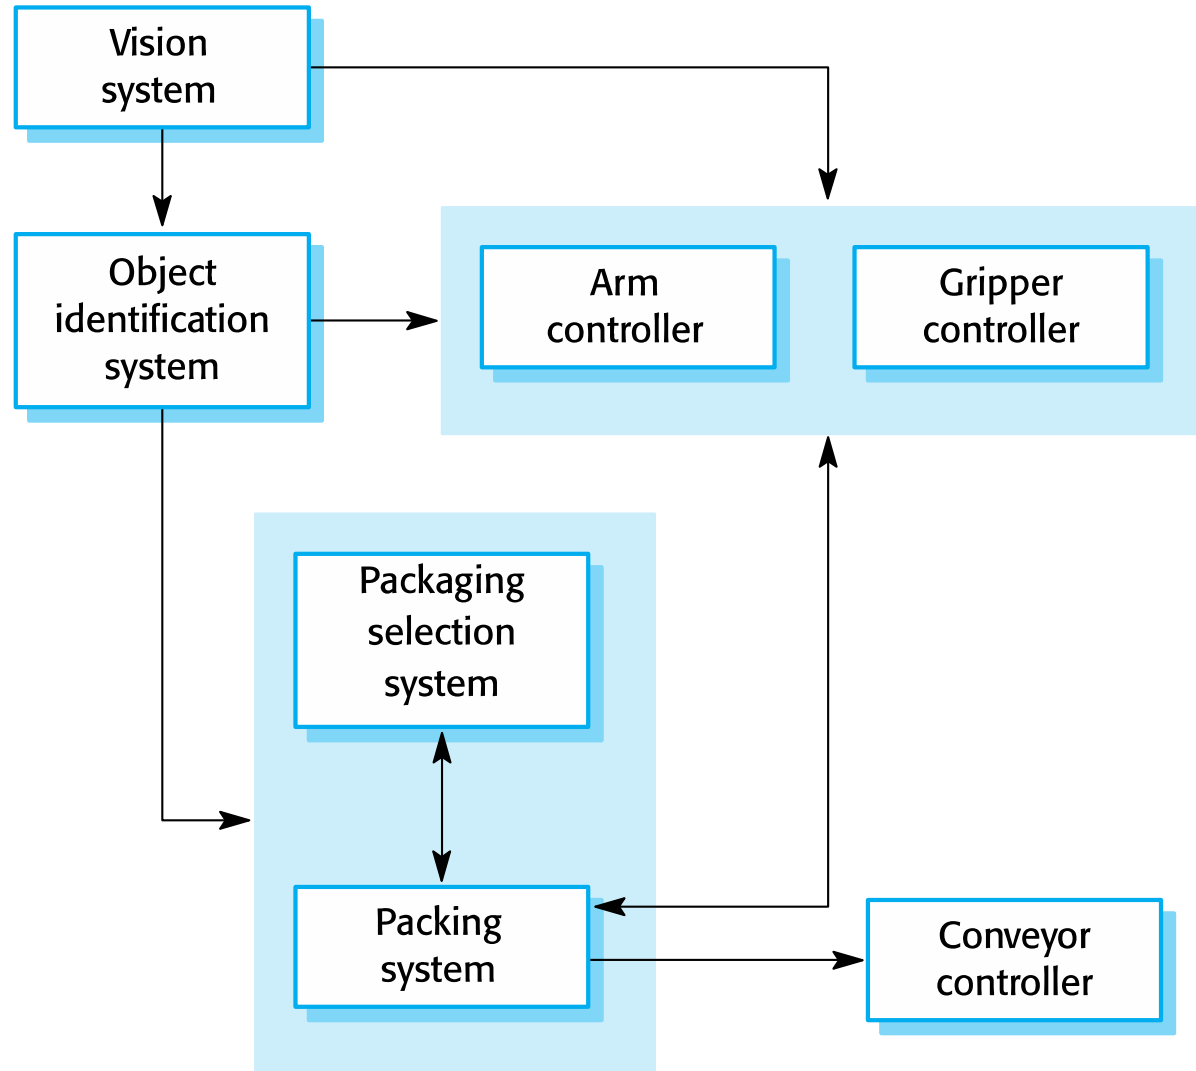 Vision
system
Object
identification
system
Arm
controller
Gripper
controller
Packaging
selection
system
Packing
system
Conveyor
controller